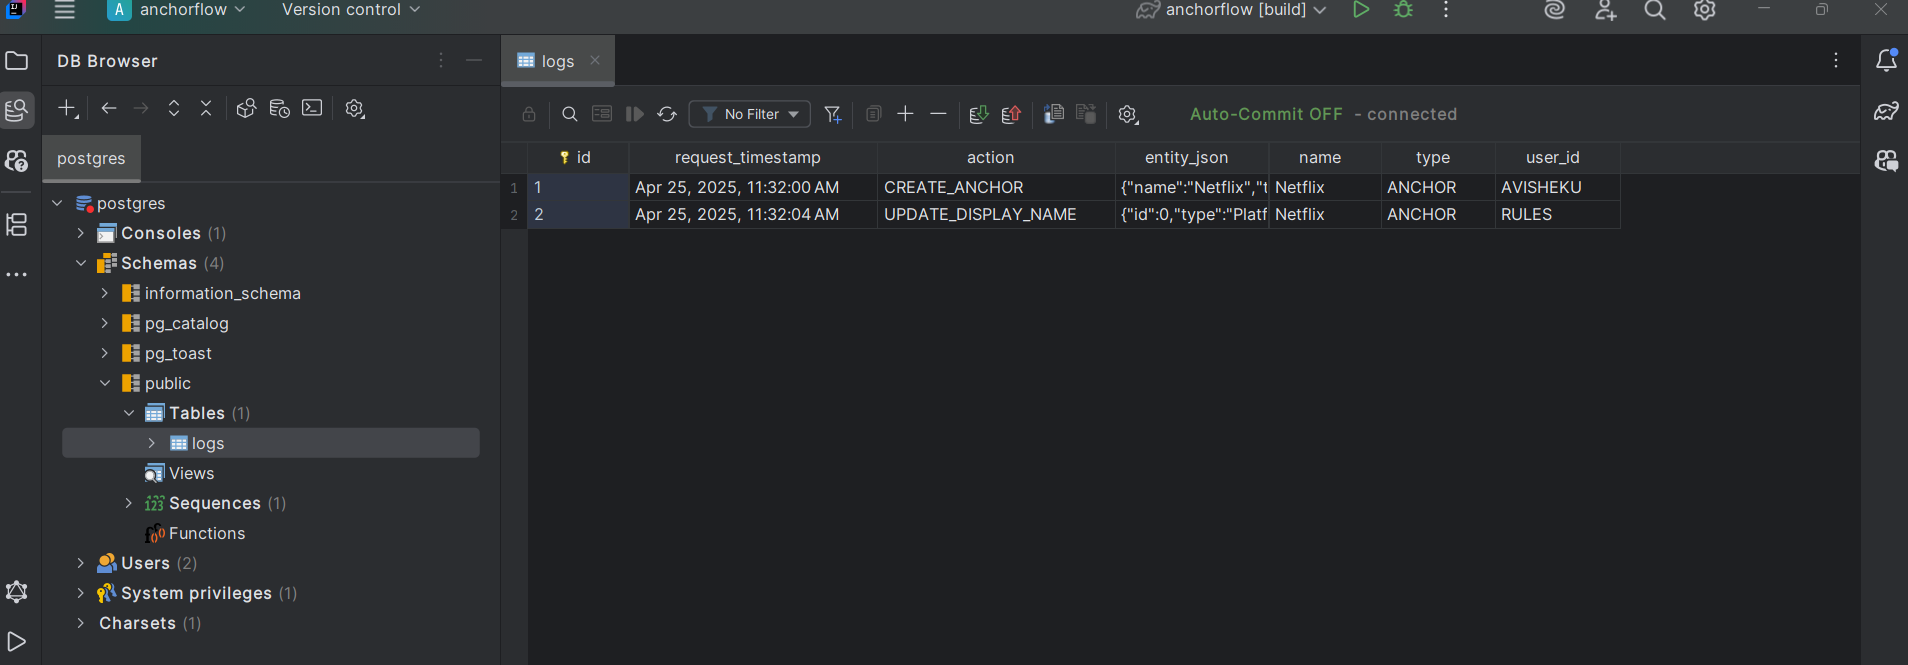 A anchorflow Version control anchorflow [build]
DB Browser
logs
No Filter
Auto-Commit OFF - connected
postgres
id request_timestamp action entity_json name type user_id
1 1 Apr 25, 2025, 11:32:00 AM CREATE_ANCHOR {"name":"Netflix","t Netflix ANCHOR AVISHEKU
2 2 Apr 25, 2025, 11:32:04 AM UPDATE_DISPLAY_NAME {"id":0,"type":"Platf Netflix ANCHOR RULES
postgres
Consoles (1)
Schemas (4)
information_schema
pg_catalog
pg_toast
public
Tables (1)
logs
Views
Sequences (1)
Functions
Users (2)
System privileges (1)
Charsets (1)